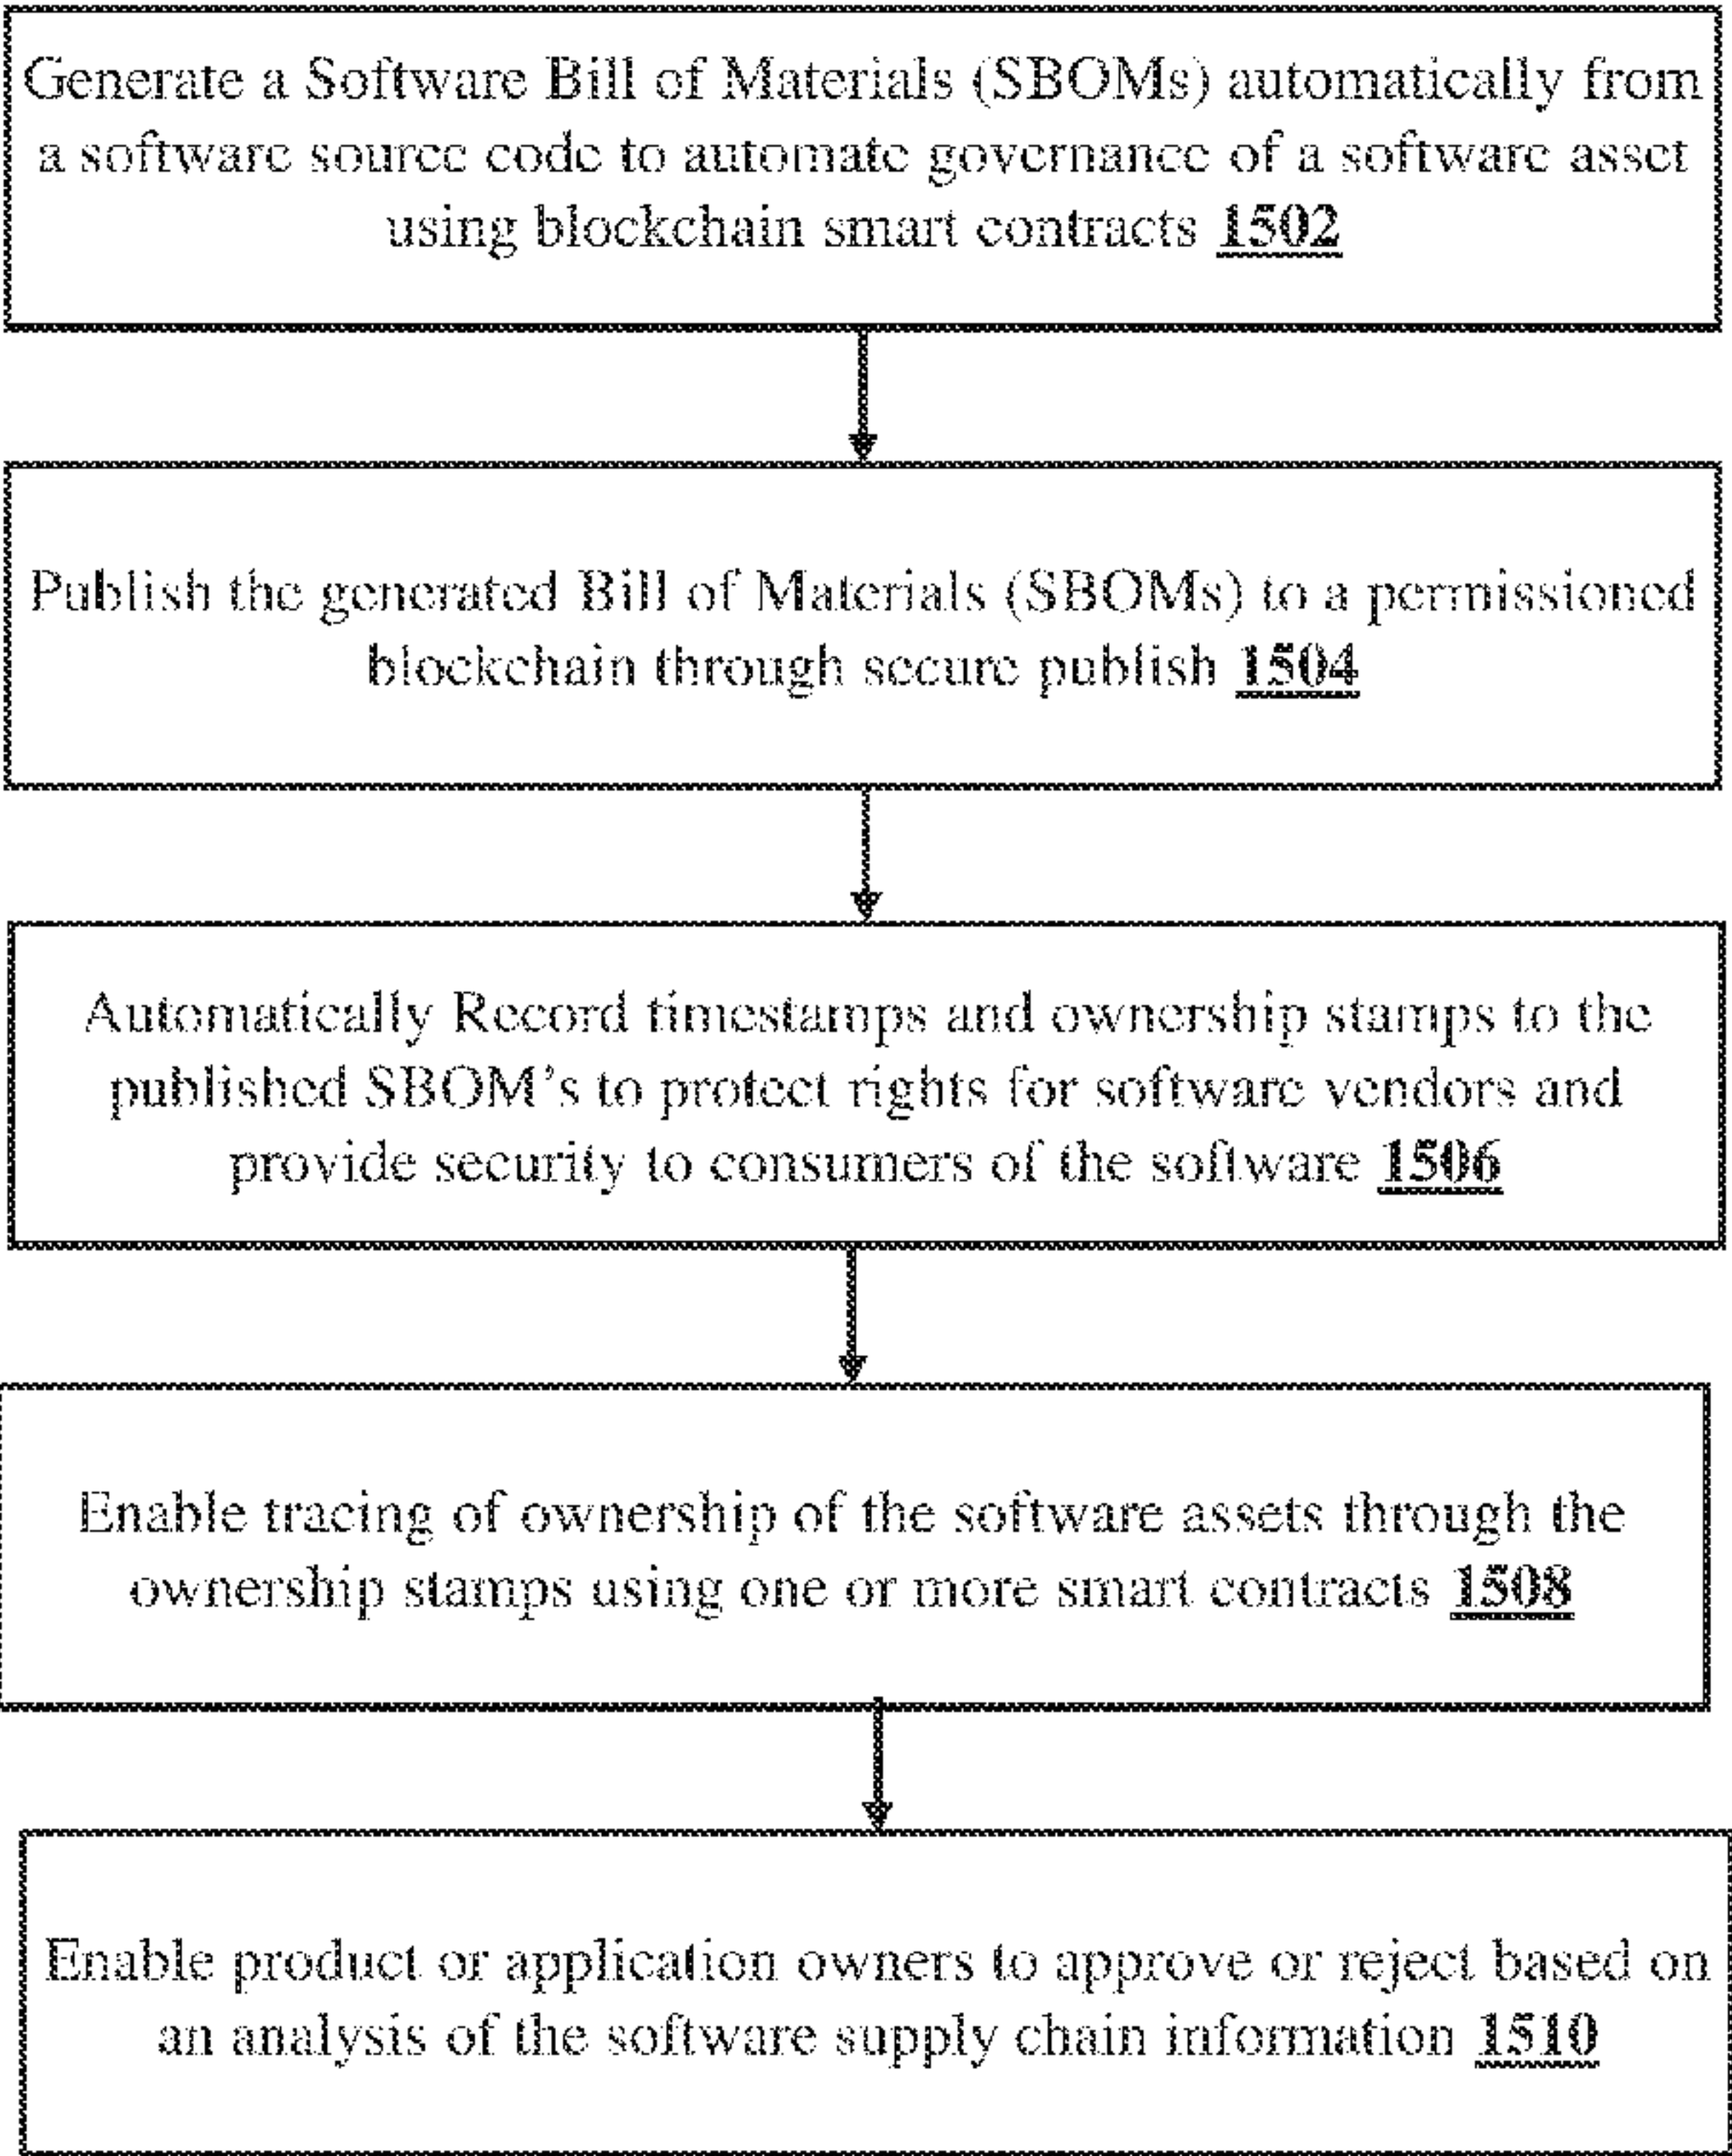 Generate a Software Bill of Materials (SBOMs) automatically from
a software source code to automate governance of a software asset
using blockchain smart contracts 1502
Publish the generated Bill of Materials (SBOMs) to a permissioned
blockchain through secure publish 1504
Automatically Record timestamps and ownership stamps to the
published SBOM's to protect rights for software vendors and
provide security to consumers of the software 1506
Enable tracing of ownership of the software assets through the
ownership stamps using one or more smart contracts 1508
Enable product or application owners to approve or reject based on
an analysis of the software supply chain information 1510